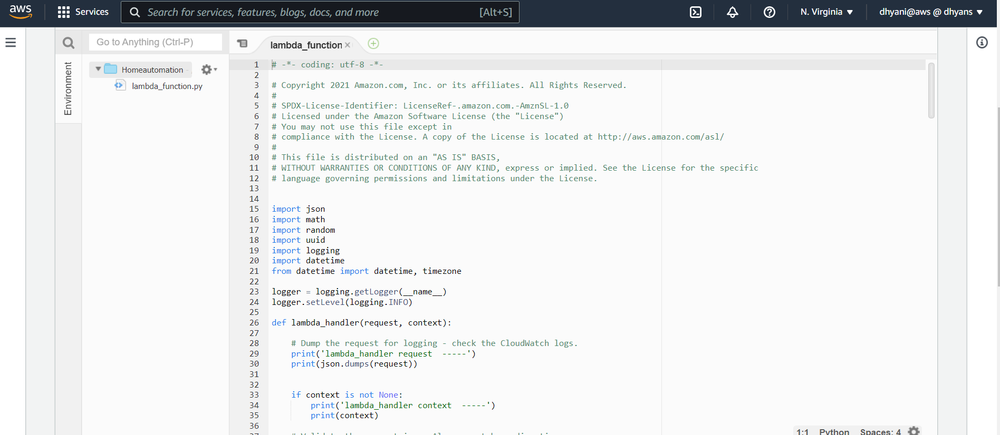 aws Services Search for services, features, blogs, docs, and more [Alt+S] N. Virginia dhyani@aws @ dhyans
Go to Anything (Ctrl-P)
lambda_function
Environment
Homeautomation -
lambda_function.py
1 # -*- coding: utf-8 -*-
2
3 # Copyright 2021 Amazon.com, Inc. or its affiliates. All Rights Reserved.
4 #
5 # SPDX-License-Identifier: LicenseRef-.amazon.com.-AmznSL-1.0
6 # Licensed under the Amazon Software License (the "License")
7 # You may not use this file except in
8 # compliance with the License. A copy of the License is located at http://aws.amazon.com/asl/
9 #
10 # This file is distributed on an "AS IS" BASIS,
11 # WITHOUT WARRANTIES OR CONDITIONS OF ANY KIND, express or implied. See the License for the specific
12 # language governing permissions and limitations under the License.
13
14
15 import json
16 import math
17 import random
18 import uuid
19 import logging
20 import datetime
21 from datetime import datetime, timezone
22
23 logger = logging.getLogger(__name__)
24 logger.setLevel(logging.INFO)
25
26 def lambda_handler(request, context):
27
28 # Dump the request for logging - check the CloudWatch logs.
29 print('lambda_handler request  -----')
30 print(json.dumps(request))
31
32
33 if context is not None:
34 print('lambda_handler context  -----')
35 print(context)
36
1:1 Python Spaces: 4